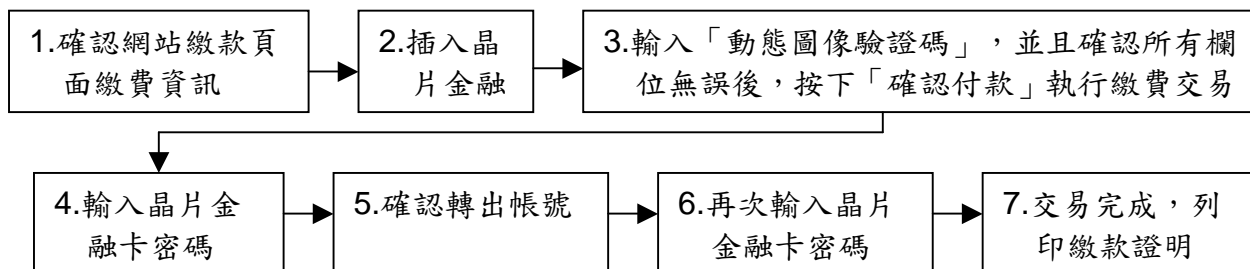 1.確認網站繳款頁
面繳費資訊
2.插入晶
片金融
3.輸入「動態圖像驗證碼」,並且確認所有欄
位無誤後,按下「確認付款」執行繳費交易
4.輸入晶片金
融卡密碼
5.確認轉出帳號
6.再次輸入晶片
金融卡密碼
7.交易完成,列
印繳款證明